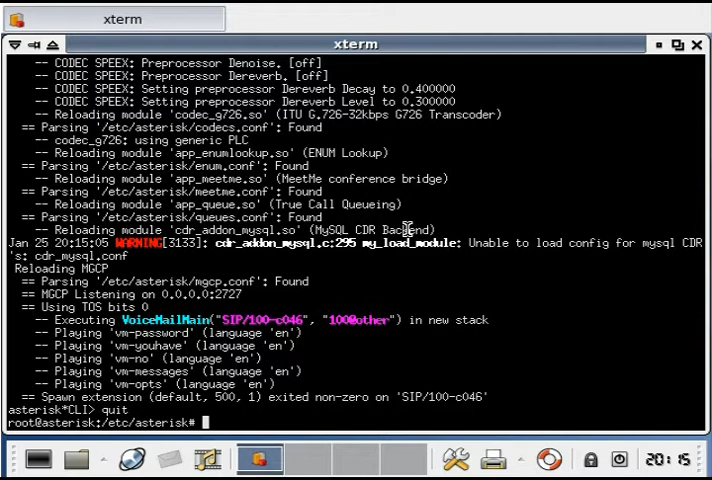 xterm
xterm
-- CODEC SPEEX: Preprocessor Denoise. [off]
-- CODEC SPEEX: Preprocessor Dereverb. [off]
-- CODEC SPEEX: Setting preprocessor Dereverb Decay to 0.400000
-- CODEC SPEEX: Setting preprocessor Dereverb Level to 0.300000
-- Reloading module 'codec_g726.so' (ITU G.726-32kbps G726 Transcoder)
== Parsing '/etc/asterisk/codecs.conf': Found
-- codec_g726: using generic PLC
-- Reloading module 'app_enumlookup.so' (ENUM Lookup)
== Parsing '/etc/asterisk/enum.conf': Found
-- Reloading module 'app_meetme.so' (MeetMe conference bridge)
== Parsing '/etc/asterisk/meetme.conf': Found
-- Reloading module 'app_queue.so' (True Call Queueing)
== Parsing '/etc/asterisk/queues.conf': Found
-- Reloading module 'cdr_addon_mysql.so' (MySQL CDR Backend)
Jan 25 20:15:05 WARNING[3133]: cdr_addon_mysql.c:295 my_load_module: Unable to load config for mysql CDR
's: cdr_mysql.conf
Reloading MGCP
== Parsing '/etc/asterisk/mgcp.conf': Found
== MGCP Listening on 0.0.0.0:2727
== Using TOS bits 0
-- Executing VoiceMailMain("SIP/100-c046", "100@other") in new stack
-- Playing 'vm-password' (language 'en')
-- Playing 'vm-youhave' (language 'en')
-- Playing 'vm-no' (language 'en')
-- Playing 'vm-messages' (language 'en')
-- Playing 'vm-opts' (language 'en')
== Spawn extension (default, 500, 1) exited non-zero on 'SIP/100-c046'
asterisk*CLI> quit
root@asterisk:/etc/asterisk#
20:15